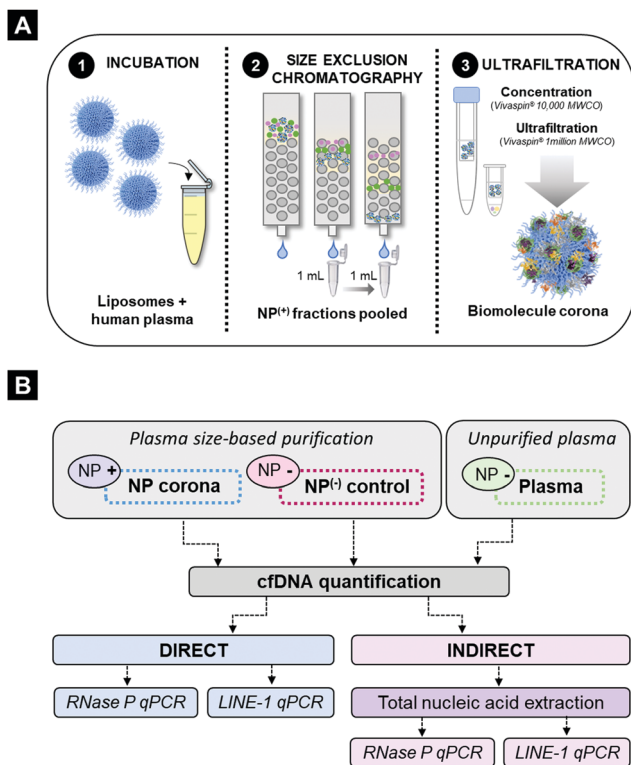 A
1 INCUBATION
Liposomes +
human plasma
2 SIZE EXCLUSION
CHROMATOGRAPHY
1 mL 1 mL
NP(+) fractions pooled
3 ULTRAFILTRATION
Concentration
(Vivaspin® 10,000 MWCO)
Ultrafiltration
(Vivaspin® 1million MWCO)
Biomolecule corona
B
Plasma size-based purification
NP + NP corona
NP - NP(-) control
Unpurified plasma
NP - Plasma
cfDNA quantification
DIRECT
RNase P qPCR
LINE-1 qPCR
INDIRECT
Total nucleic acid extraction
RNase P qPCR
LINE-1 qPCR